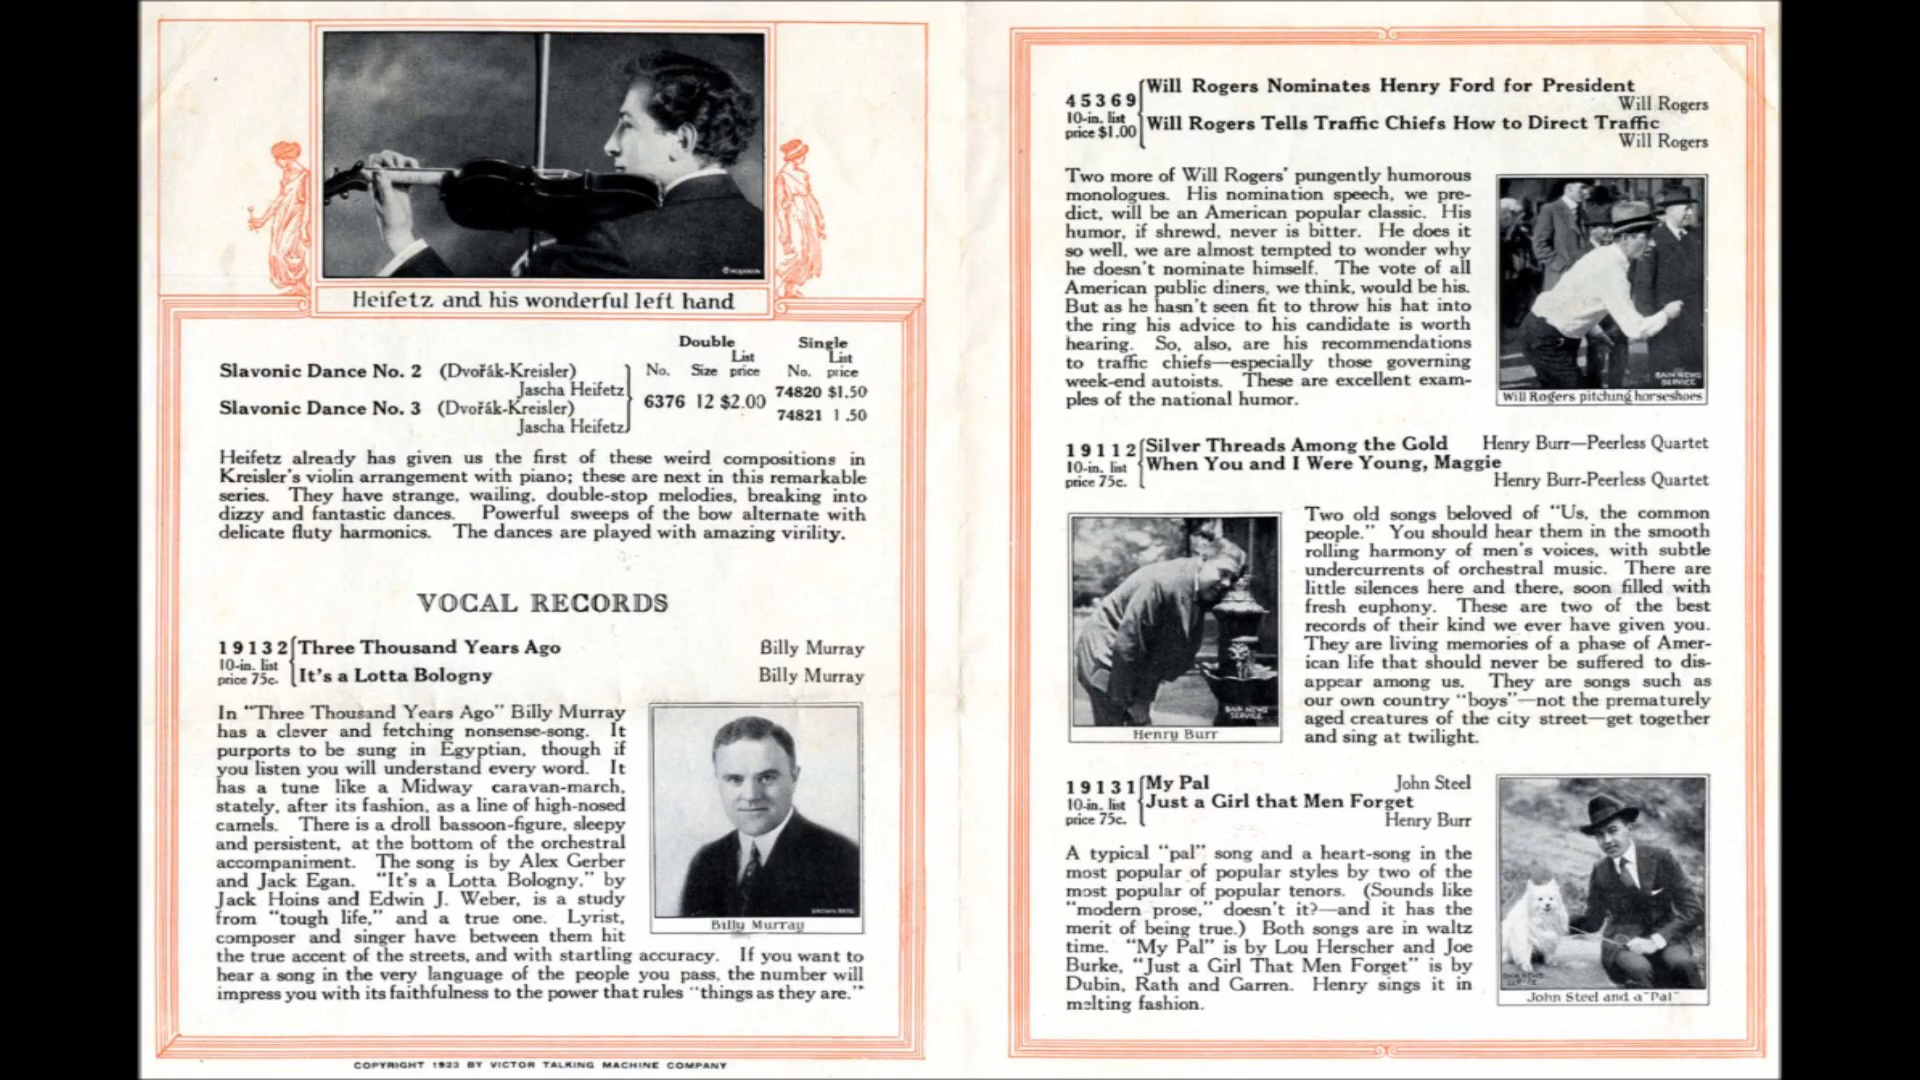 Heifetz and his wonderful left hand
Double Single
List List
No. Size price No. price
Slavonic Dance No. 2 (Dvořák-Kreisler)
Jascha Heifetz
Slavonic Dance No. 3 (Dvořák-Kreisler)
Jascha Heifetz
6376 12 $2.00
74820 $1.50
74821 1.50
Heifetz already has given us the first of these weird compositions in
Kreisler's violin arrangement with piano; these are next in this remarkable
series. They have strange, wailing, double-stop melodies, breaking into
dizzy and fantastic dances. Powerful sweeps of the bow alternate with
delicate fluty harmonics. The dances are played with amazing virility.
VOCAL RECORDS
19132 Three Thousand Years Ago Billy Murray
10-in. list
price 75c. It's a Lotta Bologny Billy Murray
In "Three Thousand Years Ago" Billy Murray
has a clever and fetching nonsense-song. It
purports to be sung in Egyptian, though if
you listen you will understand every word. It
has a tune like a Midway caravan-march,
stately, after its fashion, as a line of high-nosed
camels. There is a droll bassoon-figure, sleepy
and persistent, at the bottom of the orchestral
accompaniment. The song is by Alex Gerber
and Jack Egan. "It's a Lotta Bologny," by
Jack Hoins and Edwin J. Weber, is a study
from "tough life," and a true one. Lyrist,
composer and singer have between them hit
the true accent of the streets, and with startling accuracy. If you want to
hear a song in the very language of the people you pass, the number will
impress you with its faithfulness to the power that rules "things as they are."
Billy Murray
COPYRIGHT 1923 BY VICTOR TALKING MACHINE COMPANY
45369 Will Rogers Nominates Henry Ford for President
Will Rogers
10-in. list
price $1.00 Will Rogers Tells Traffic Chiefs How to Direct Traffic
Will Rogers
Two more of Will Rogers' pungently humorous
monologues. His nomination speech, we pre-
dict, will be an American popular classic. His
humor, if shrewd, never is bitter. He does it
so well, we are almost tempted to wonder why
he doesn't nominate himself. The vote of all
American public diners, we think, would be his.
But as he hasn't seen fit to throw his hat into
the ring his advice to his candidate is worth
hearing. So, also, are his recommendations
to traffic chiefs—especially those governing
week-end autoists. These are excellent exam-
ples of the national humor.
BAIN NEWS
SERVICE
Will Rogers pitching horseshoes
19112 Silver Threads Among the Gold Henry Burr—Peerless Quartet
10-in. list When You and I Were Young, Maggie
price 75c. Henry Burr-Peerless Quartet
BAIN NEWS
SERVICE
Henry Burr
Two old songs beloved of "Us, the common
people." You should hear them in the smooth
rolling harmony of men's voices, with subtle
undercurrents of orchestral music. There are
little silences here and there, soon filled with
fresh euphony. These are two of the best
records of their kind we ever have given you.
They are living memories of a phase of Amer-
ican life that should never be suffered to dis-
appear among us. They are songs such as
our own country "boys"—not the prematurely
aged creatures of the city street—get together
and sing at twilight.
19131 My Pal John Steel
10-in. list Just a Girl that Men Forget
price 75c. Henry Burr
A typical "pal" song and a heart-song in the
most popular of popular styles by two of the
most popular of popular tenors. (Sounds like
"modern prose," doesn't it?—and it has the
merit of being true.) Both songs are in waltz
time. "My Pal" is by Lou Herscher and Joe
Burke, "Just a Girl That Men Forget" is by
Dubin, Rath and Garren. Henry sings it in
melting fashion.
John Steel and a "Pal"